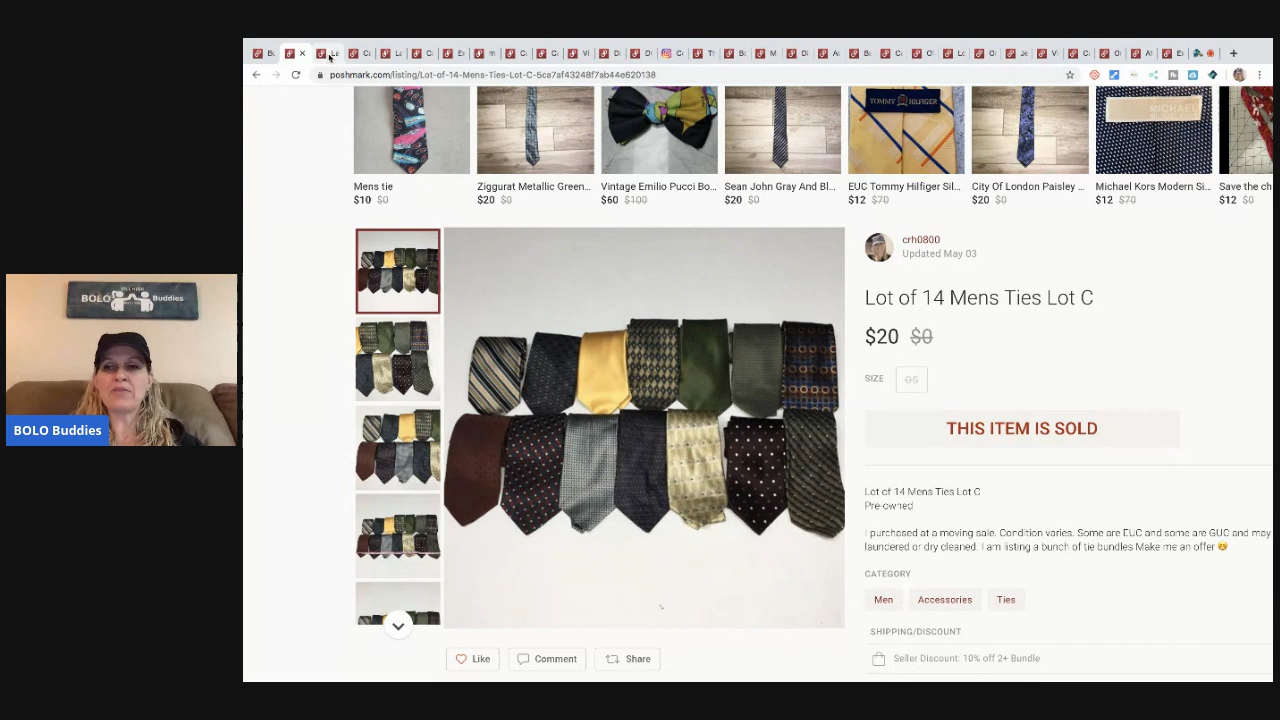 poshmark.com/listing/Lot-of-14-Mens-Ties-Lot-C-5ca7af43248f7ab44e620138
TOMMY HILFIGER
MICHAEL
Mens tie
$10 $0
Ziggurat Metallic Green...
$20 $0
Vintage Emilio Pucci Bo...
$60 $100
Sean John Gray And Bl...
$20 $0
EUC Tommy Hilfiger Sil...
$12 $70
City Of London Paisley ...
$20 $0
Michael Kors Modern Si...
$12 $70
Save the ch
$12 $0
crh0800
Updated May 03
Lot of 14 Mens Ties Lot C
$20 $0
SIZE OS
THIS ITEM IS SOLD
Lot of 14 Mens Ties Lot C
Pre-owned
I purchased at a moving sale. Condition varies. Some are EUC and some are GUC and may
laundered or dry cleaned. I am listing a bunch of tie bundles Make me an offer 😊
CATEGORY
Men Accessories Ties
SHIPPING/DISCOUNT
Seller Discount: 10% off 2+ Bundle
Like Comment Share
BOLO Buddies
BOLO Buddies